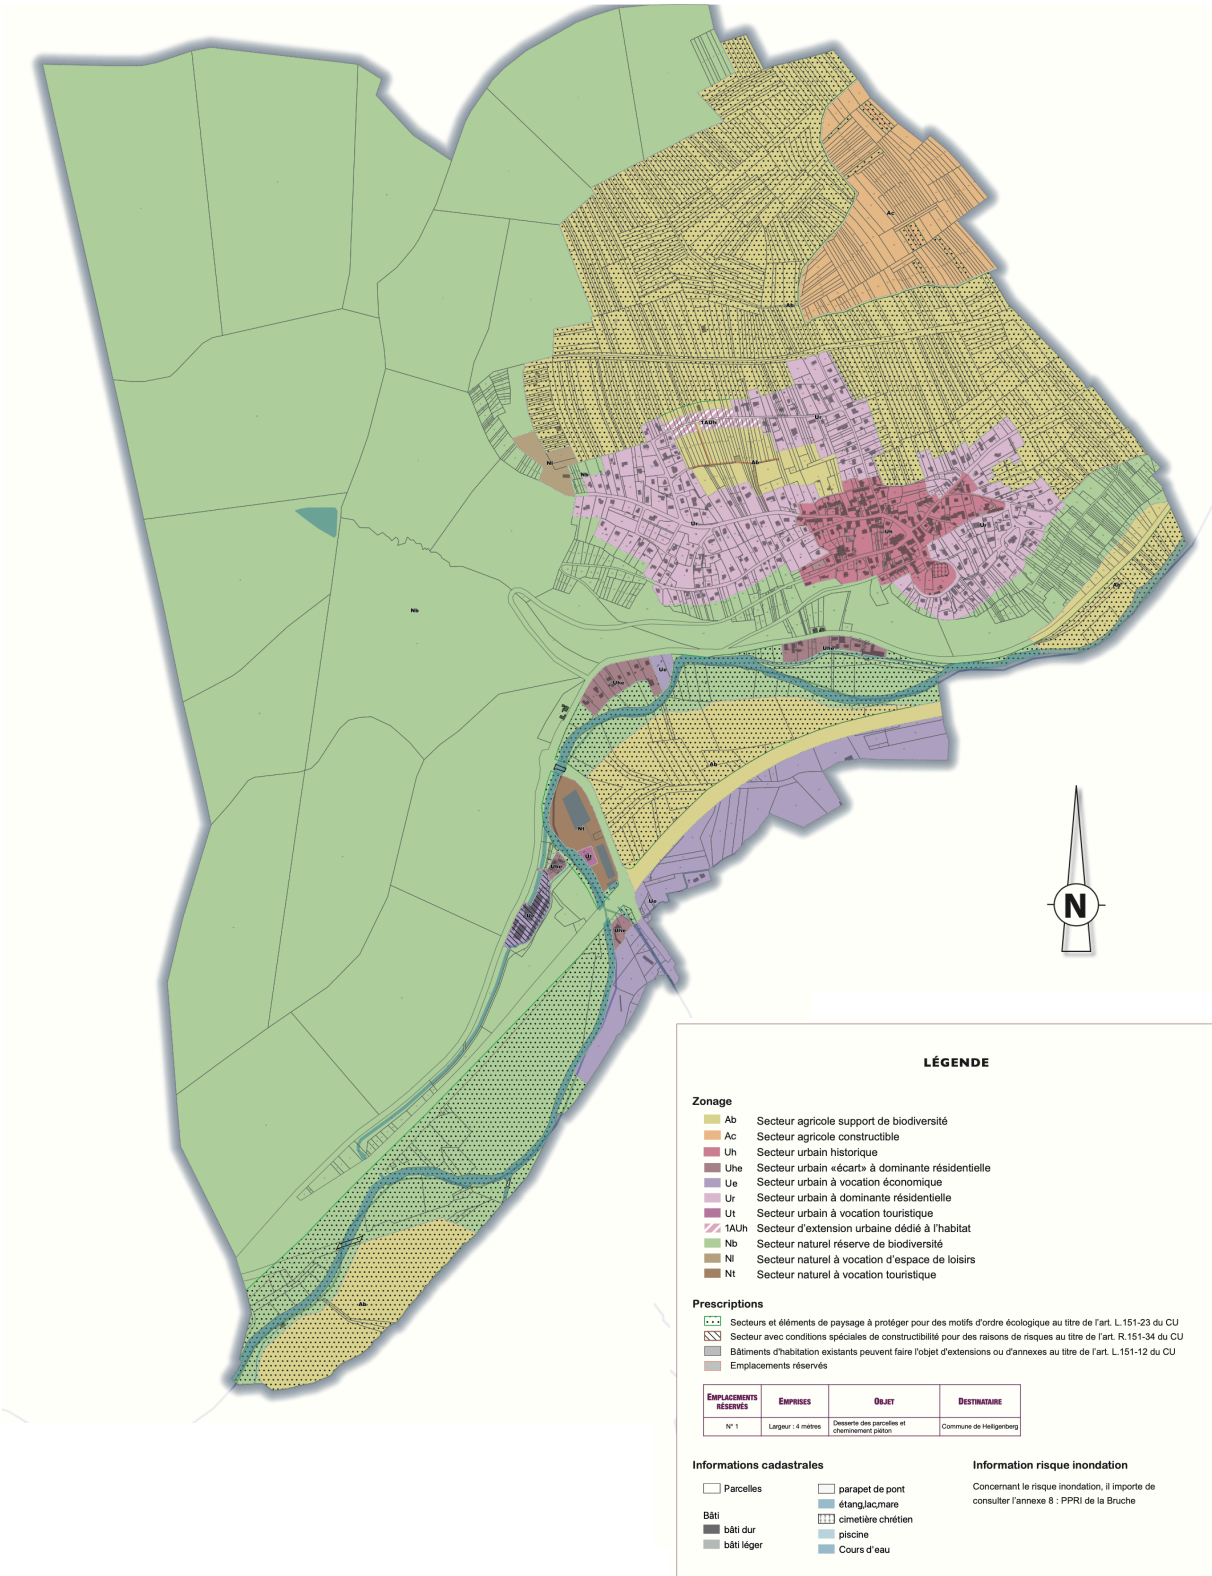 Ac
Ab
Ur
1AUh
Ab
Nl
Nb
Ur
Uh
Ur
Ab
Nb
Uhe
Ue
Uhe
Ab
Nt
Ut
Uhe
Ue
Ue
Uhe
Ab
N
LÉGENDE
Zonage
Ab Secteur agricole support de biodiversité
Ac Secteur agricole constructible
Uh Secteur urbain historique
Uhe Secteur urbain «écart» à dominante résidentielle
Ue Secteur urbain à vocation économique
Ur Secteur urbain à dominante résidentielle
Ut Secteur urbain à vocation touristique
1AUh Secteur d'extension urbaine dédié à l'habitat
Nb Secteur naturel réserve de biodiversité
Nl Secteur naturel à vocation d'espace de loisirs
Nt Secteur naturel à vocation touristique
Prescriptions
Secteurs et éléments de paysage à protéger pour des motifs d'ordre écologique au titre de l'art. L.151-23 du CU
Secteur avec conditions spéciales de constructibilité pour des raisons de risques au titre de l'art. R.151-34 du CU
Bâtiments d'habitation existants peuvent faire l'objet d'extensions ou d'annexes au titre de l'art. L.151-12 du CU
Emplacements réservés
EMPLACEMENTS RÉSERVÉS EMPRISES OBJET DESTINATAIRE
N° 1 Largeur : 4 mètres Desserte des parcelles et cheminement piéton Commune de Heiligenberg
Informations cadastrales
Parcelles
Bâti
bâti dur
bâti léger
parapet de pont
étang,lac,mare
cimetière chrétien
piscine
Cours d'eau
Information risque inondation
Concernant le risque inondation, il importe de
consulter l'annexe 8 : PPRI de la Bruche